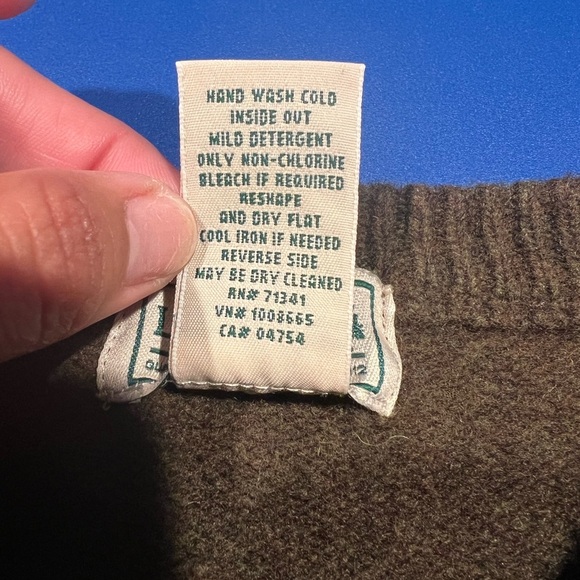 HAND WASH COLD
INSIDE OUT
MILD DETERGENT
ONLY NON-CHLORINE
BLEACH IF REQUIRED
RESHAPE
AND DRY FLAT
COOL IRON IF NEEDED
REVERSE SIDE
MAY BE DRY CLEANED
RN# 71341
VN# 1008665
CA# 04754